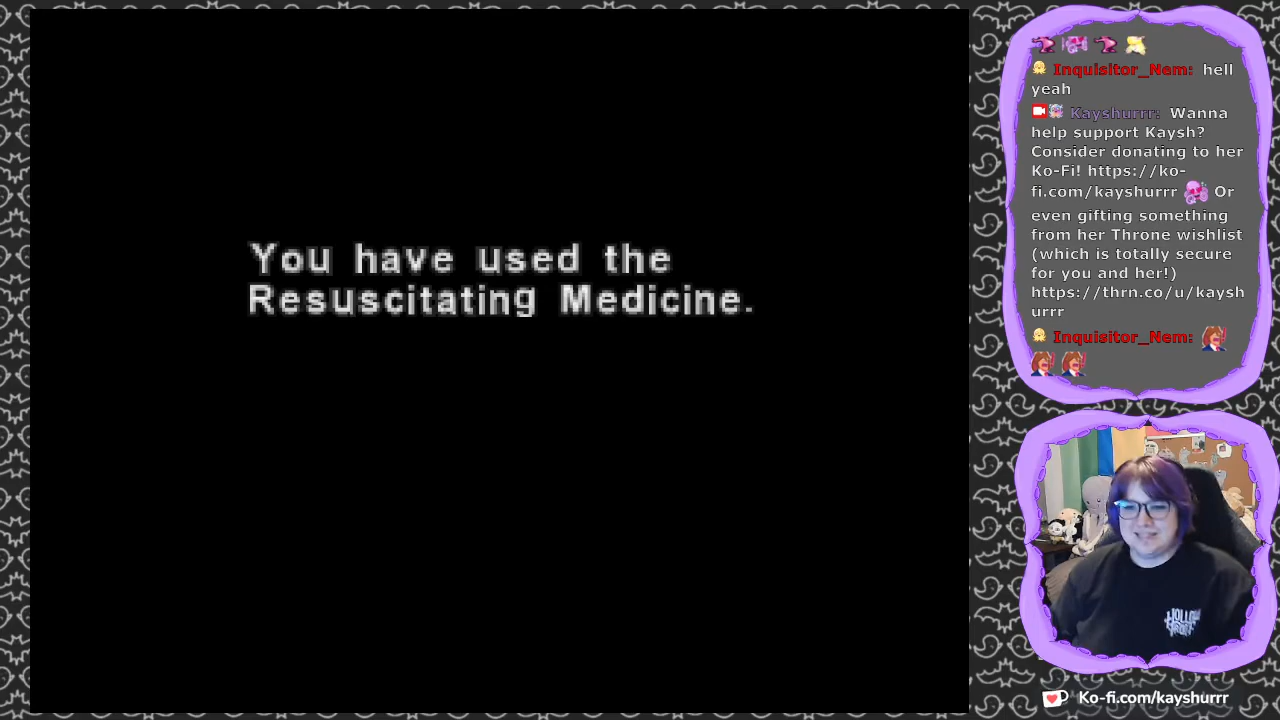 You have used the
Resuscitating Medicine.
Inquisitor_Nem: hell
yeah
Kayshurrr: Wanna
help support Kaysh?
Consider donating to her
Ko-Fi! https://ko-
fi.com/kayshurrr Or
even gifting something
from her Throne wishlist
(which is totally secure
for you and her!)
https://thrn.co/u/kaysh
urrr
Inquisitor_Nem:
Ko-fi.com/kayshurrr